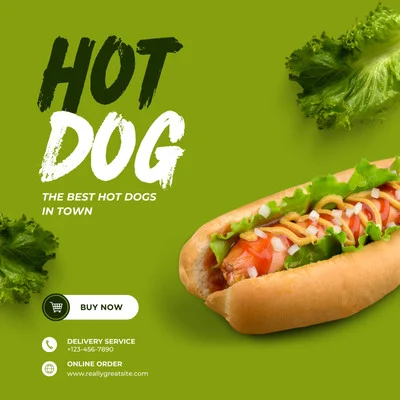 HOT
DOG
THE BEST HOT DOGS
IN TOWN
BUY NOW
DELIVERY SERVICE
+123-456-7890
ONLINE ORDER
www.reallygreatsite.com